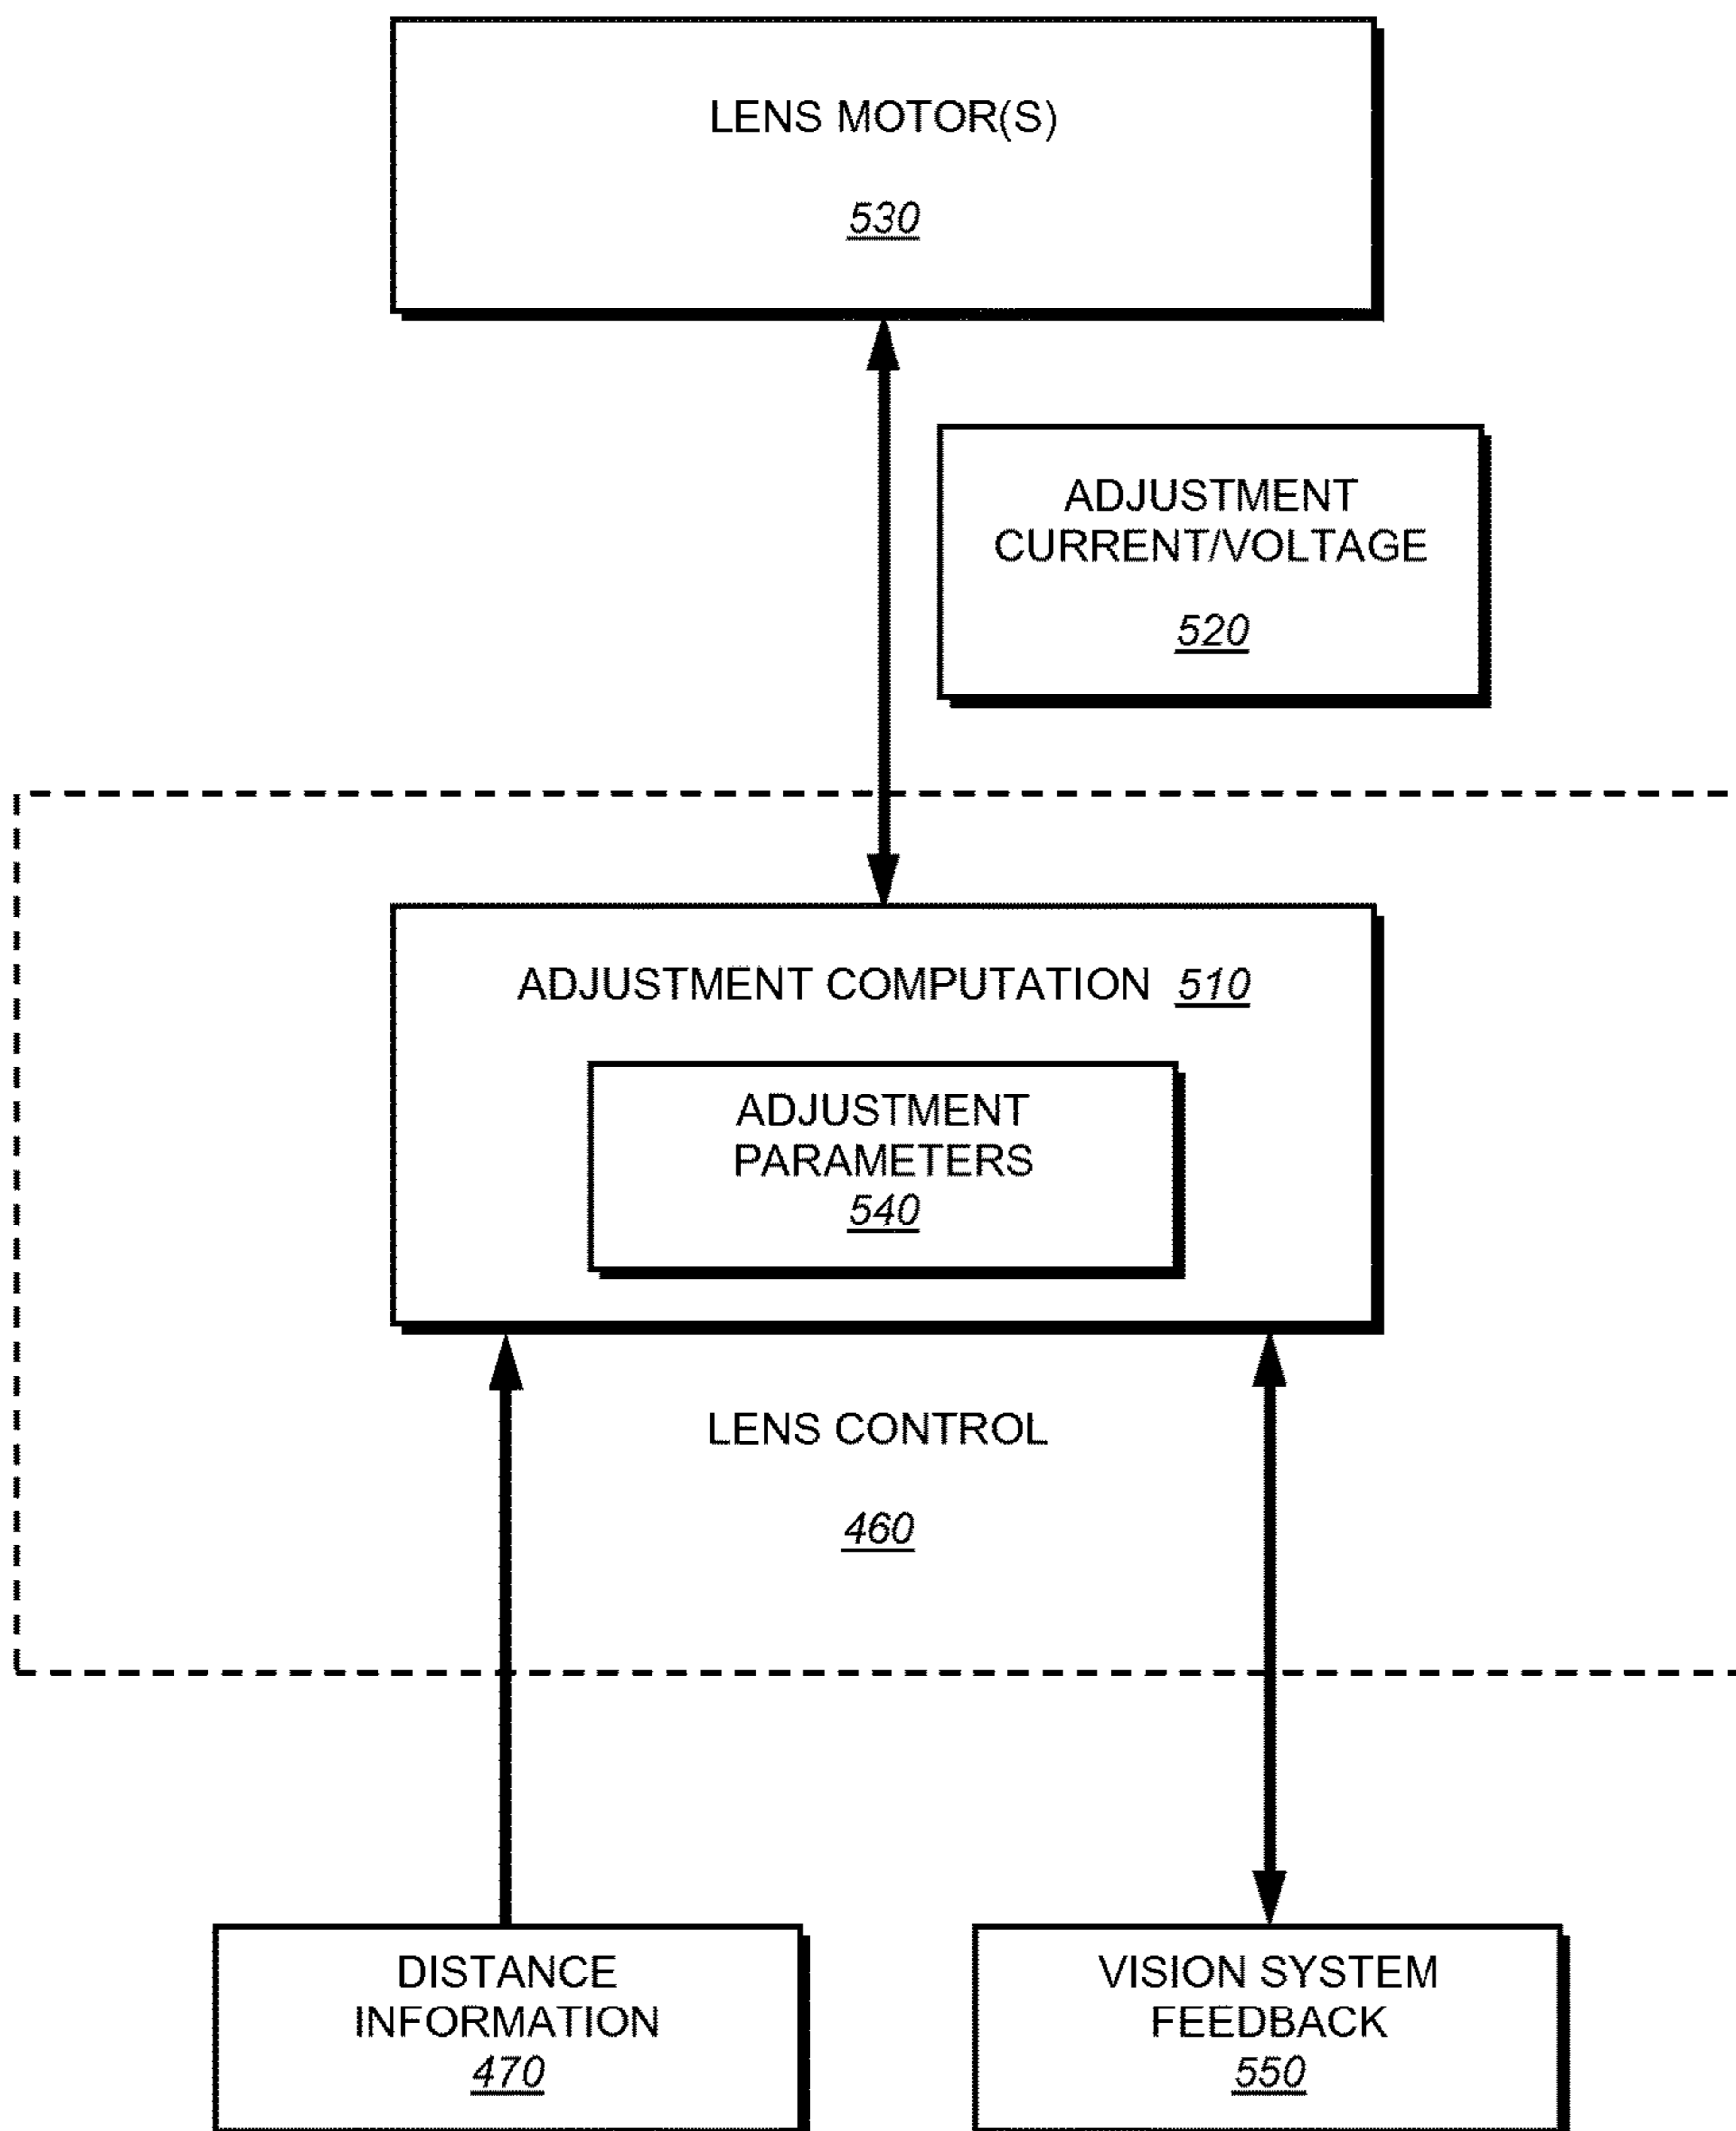 LENS MOTOR(S)
530
ADJUSTMENT
CURRENT/VOLTAGE
520
ADJUSTMENT COMPUTATION 510
ADJUSTMENT
PARAMETERS
540
LENS CONTROL
460
DISTANCE
INFORMATION
470
VISION SYSTEM
FEEDBACK
550